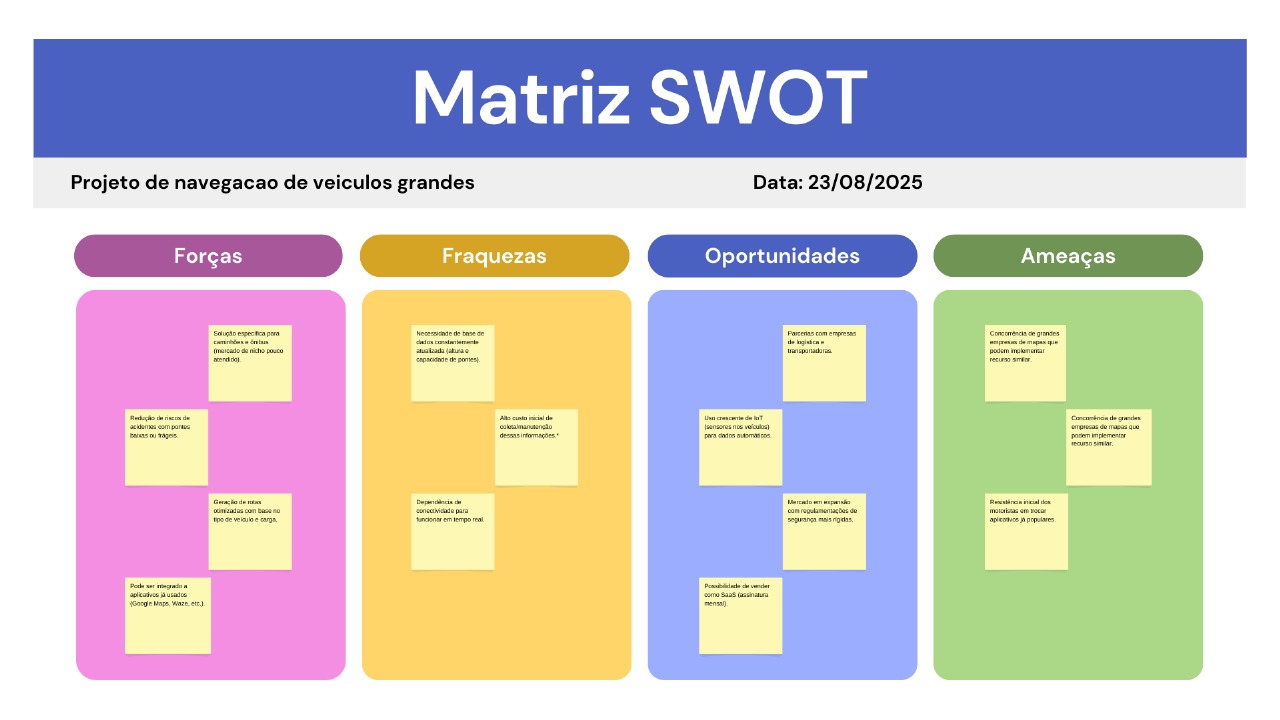 Matriz SWOT
Projeto de navegacao de veiculos grandes
Data: 23/08/2025
Forças
Solução específica para
caminhões e ônibus
(mercado de nicho pouco
atendido).
Redução de riscos de
acidentes com pontes
baixas ou frágeis.
Geração de rotas
otimizadas com base no
tipo de veículo e carga.
Pode ser integrado a
aplicativos já usados
(Google Maps, Waze, etc.).
Fraquezas
Necessidade de base de
dados constantemente
atualizada (altura e
capacidade de pontes).
Alto custo inicial de
coleta/manutenção
dessas informações.*
Dependência de
conectividade para
funcionar em tempo real.
Oportunidades
Parcerias com empresas
de logística e
transportadoras.
Uso crescente de IoT
(sensores nos veículos)
para dados automáticos.
Mercado em expansão
com regulamentações de
segurança mais rígidas.
Possibilidade de vender
como SaaS (assinatura
mensal).
Ameaças
Concorrência de grandes
empresas de mapas que
podem implementar
recurso similar.
Concorrência de grandes
empresas de mapas que
podem implementar
recurso similar.
Resistência inicial dos
motoristas em trocar
aplicativos já populares.